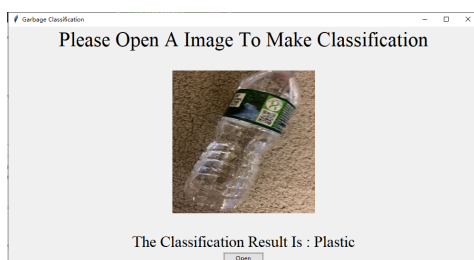 Garbage Classification
Please Open A Image To Make Classification
The Classification Result Is : Plastic
Open